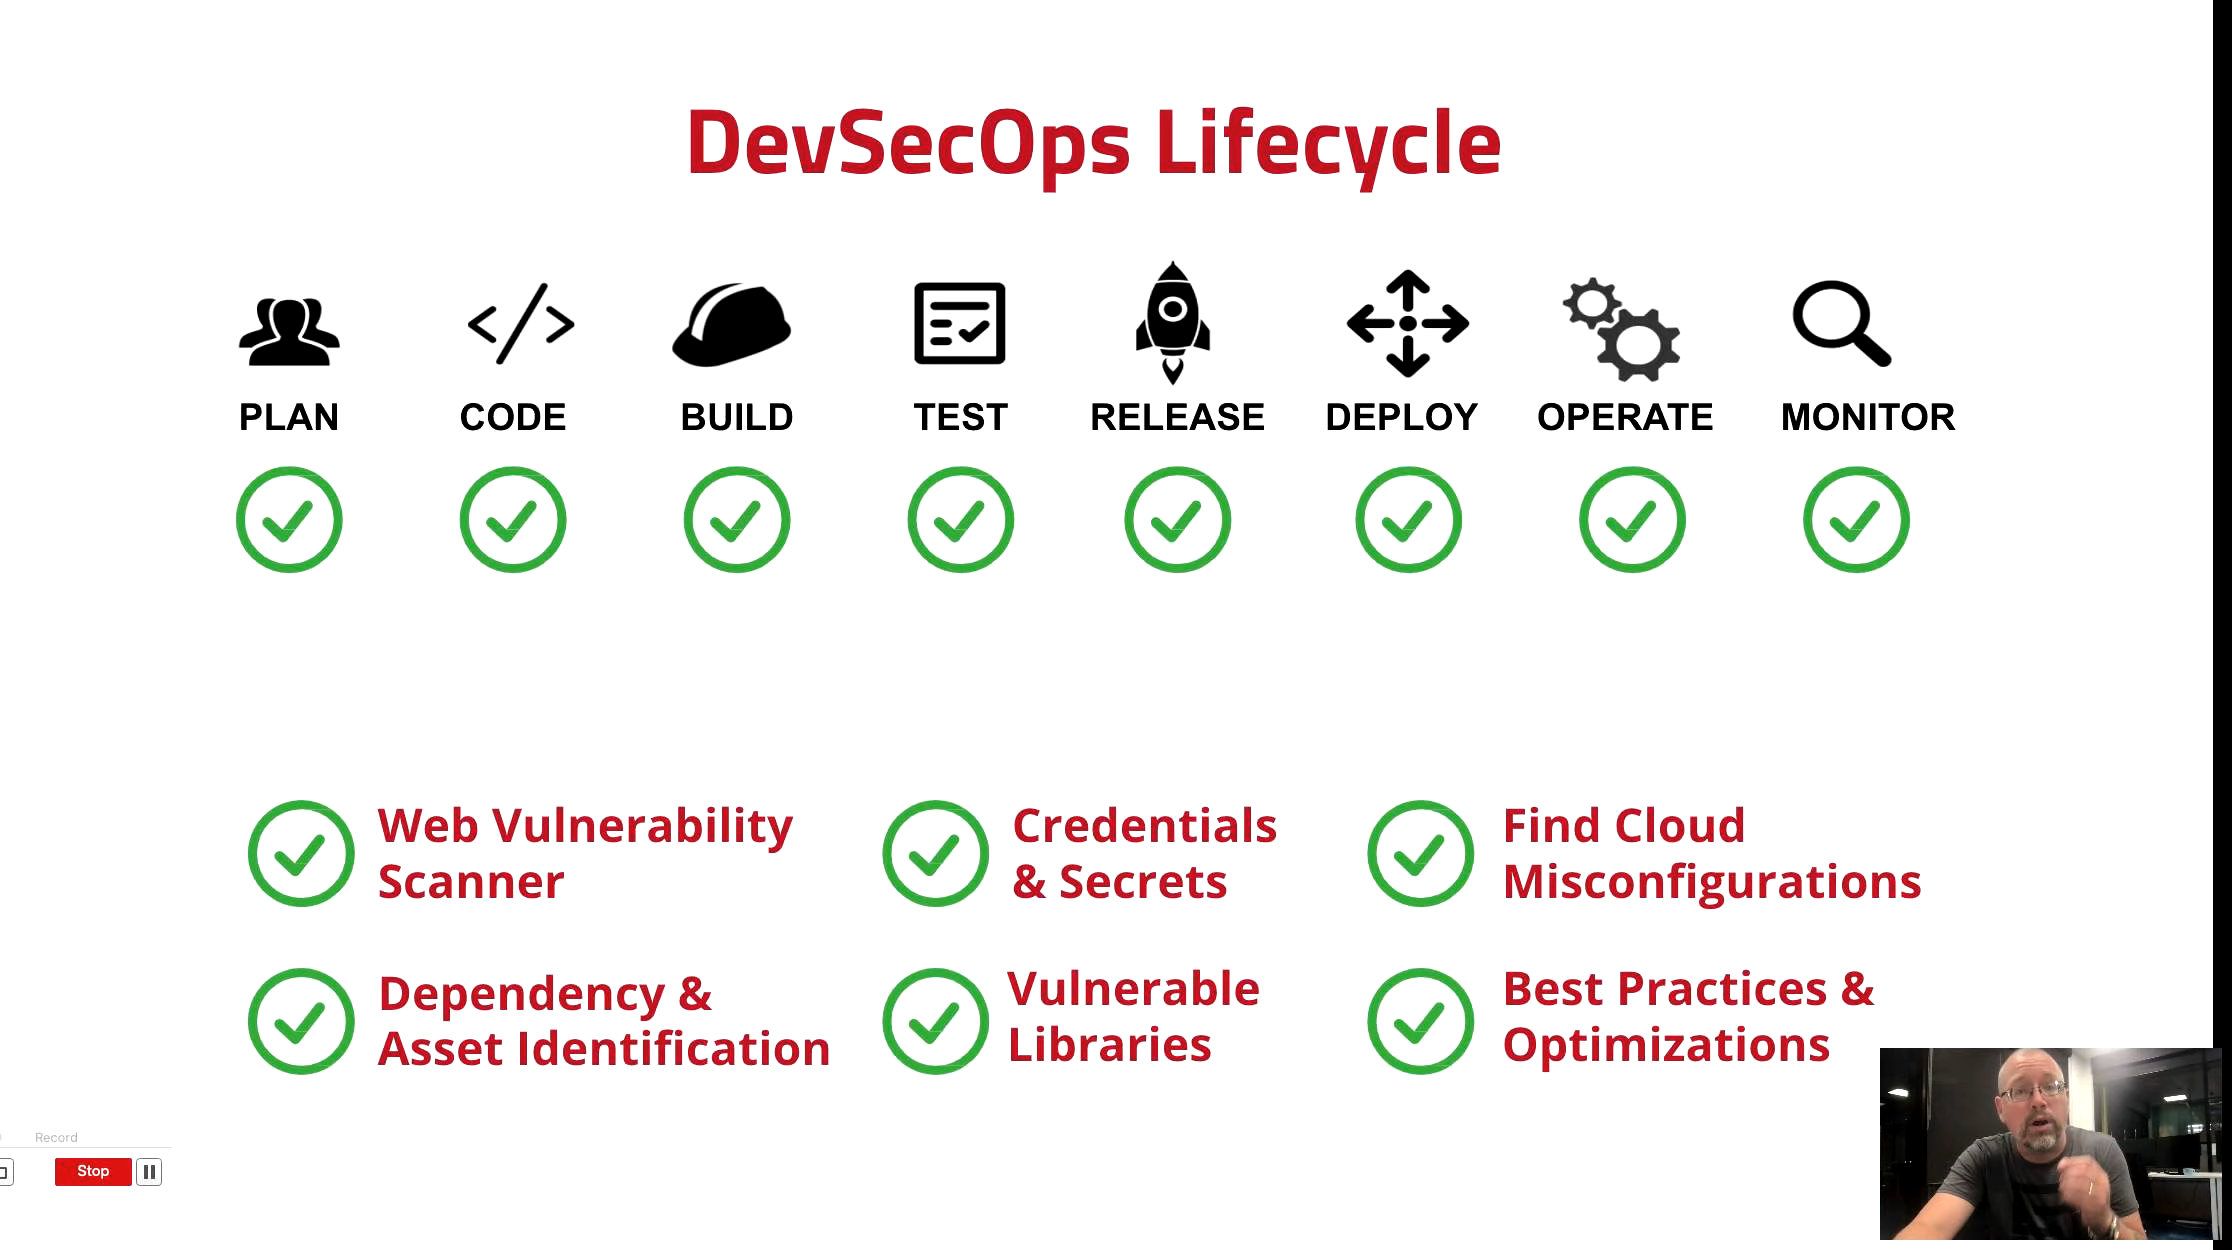 DevSecOps Lifecycle
PLAN CODE BUILD TEST RELEASE DEPLOY OPERATE MONITOR
Web Vulnerability
Scanner
Credentials
& Secrets
Find Cloud
Misconfigurations
Dependency &
Asset Identification
Vulnerable
Libraries
Best Practices &
Optimizations
Record
Stop